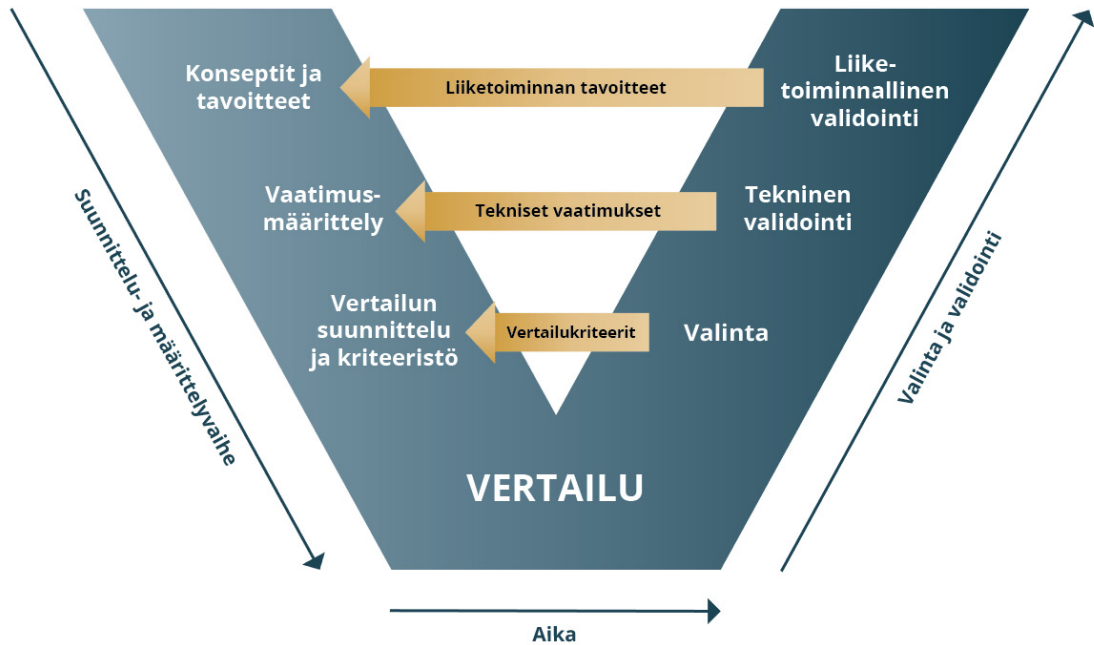 Konseptit ja
tavoitteet
Liiketoiminnan tavoitteet
Liike-
toiminnallinen
validointi
Vaatimus-
määrittely
Tekniset vaatimukset
Tekninen
validointi
Vertailun
suunnittelu
ja kriteeristö
Vertailukriteerit
Valinta
VERTAILU
Suunnittelu- ja määrittelyvaihe
Valinta ja validointi
Aika